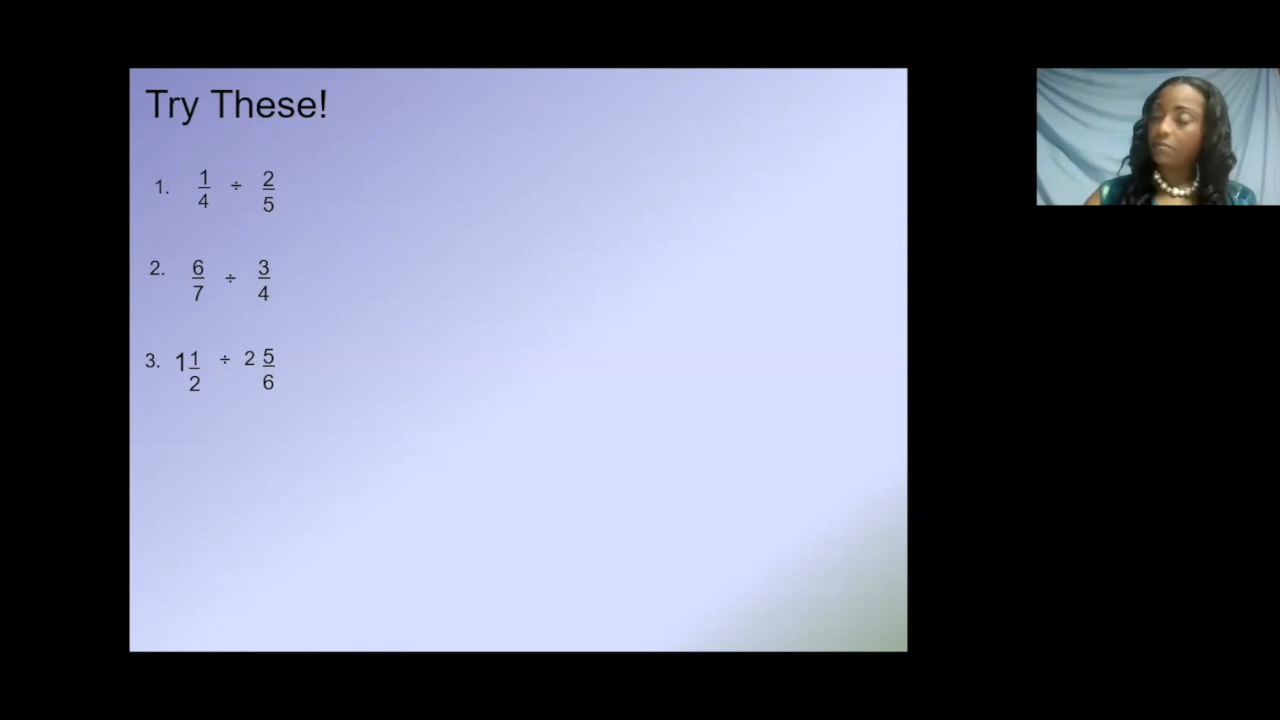 Try These!
1. 1/4 ÷ 2/5
2. 6/7 ÷ 3/4
3. 1 1/2 ÷ 2 5/6